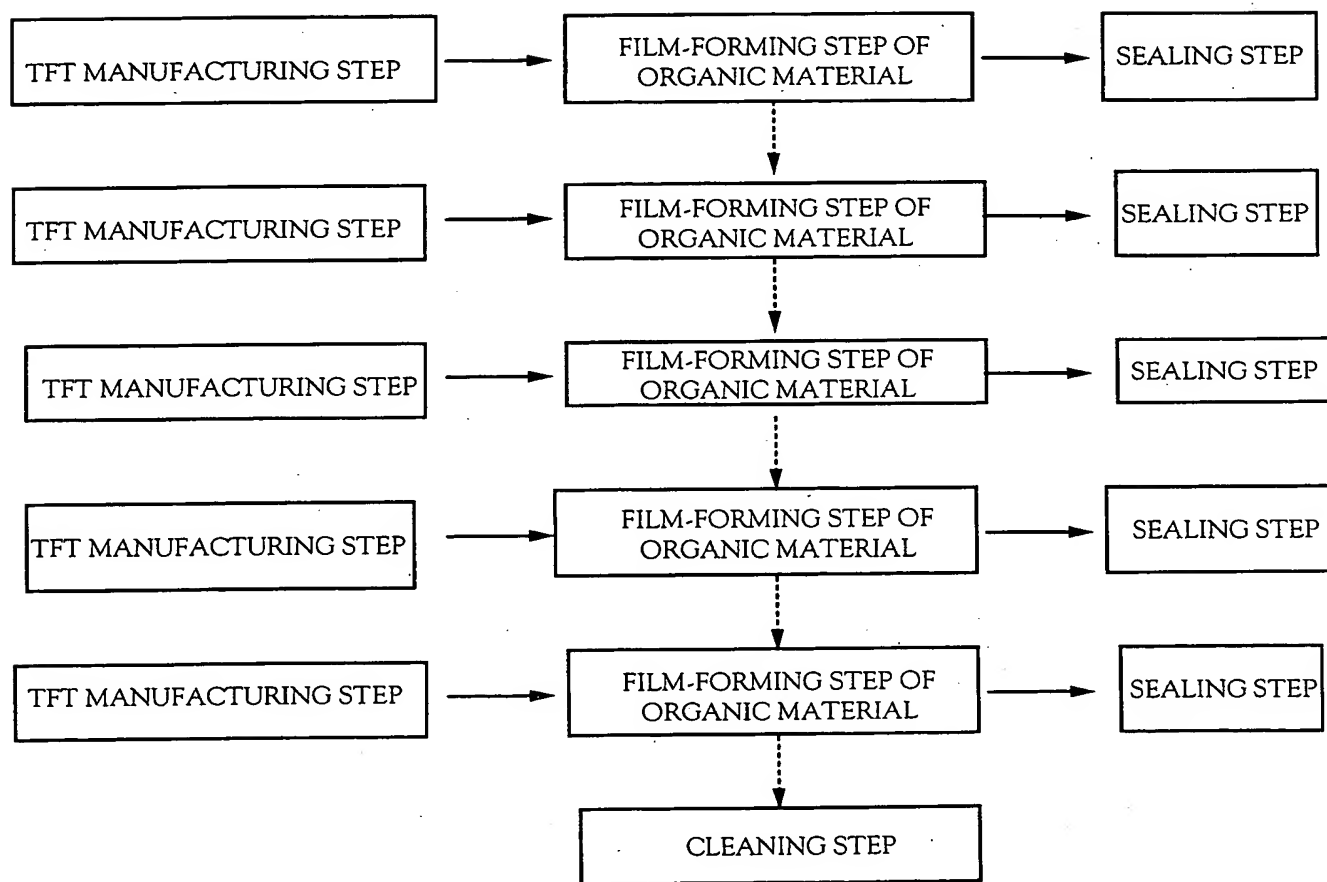 TFT MANUFACTURING STEP
FILM-FORMING STEP OF
ORGANIC MATERIAL
SEALING STEP
TFT MANUFACTURING STEP
FILM-FORMING STEP OF
ORGANIC MATERIAL
SEALING STEP
TFT MANUFACTURING STEP
FILM-FORMING STEP OF
ORGANIC MATERIAL
SEALING STEP
TFT MANUFACTURING STEP
FILM-FORMING STEP OF
ORGANIC MATERIAL
SEALING STEP
TFT MANUFACTURING STEP
FILM-FORMING STEP OF
ORGANIC MATERIAL
SEALING STEP
CLEANING STEP